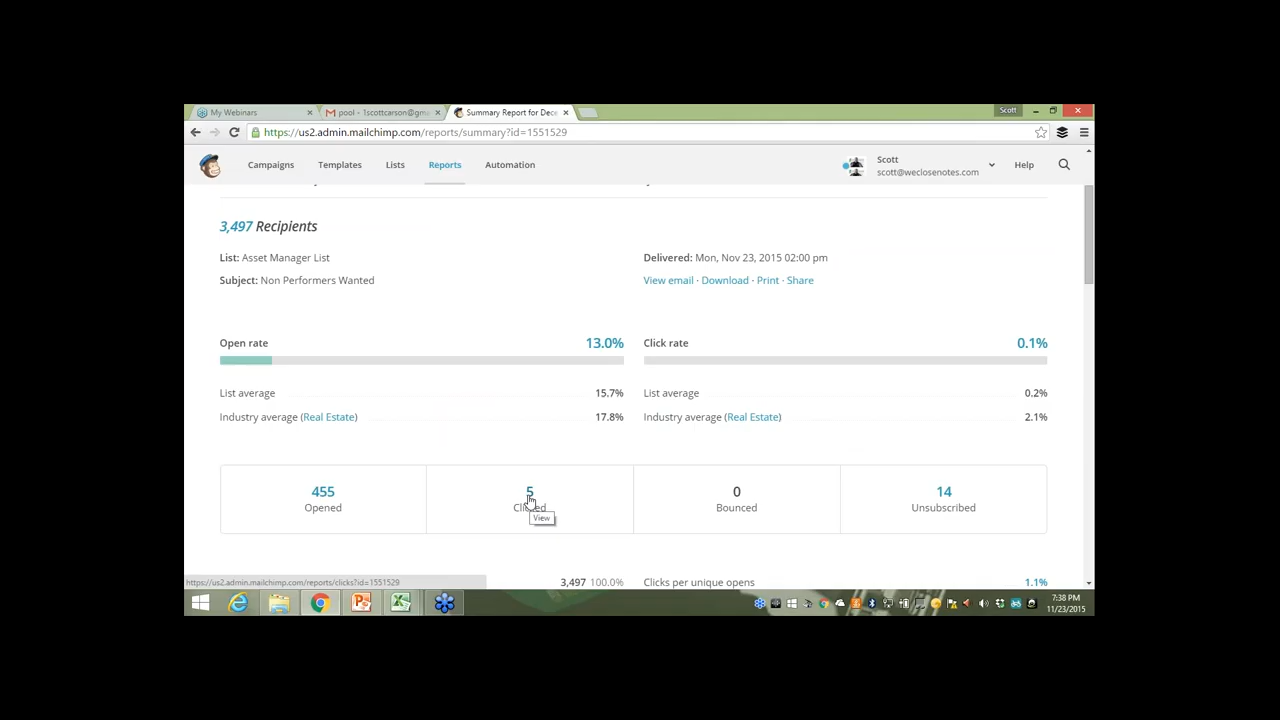 My Webinars
pool - 1scottcarson@gm
Summary Report for Dece
Scott
https://us2.admin.mailchimp.com/reports/summary?id=1551529
Campaigns
Templates
Lists
Reports
Automation
Scott
scott@weclosenotes.com
Help
3,497 Recipients
List: Asset Manager List
Delivered: Mon, Nov 23, 2015 02:00 pm
Subject: Non Performers Wanted
View email · Download · Print · Share
Open rate 13.0%
Click rate 0.1%
List average 15.7%
List average 0.2%
Industry average (Real Estate) 17.8%
Industry average (Real Estate) 2.1%
455
Opened
5
Clicked
View
0
Bounced
14
Unsubscribed
https://us2.admin.mailchimp.com/reports/clicks?id=1551529
3,497 100.0%
Clicks per unique opens 1.1%
7:38 PM
11/23/2015